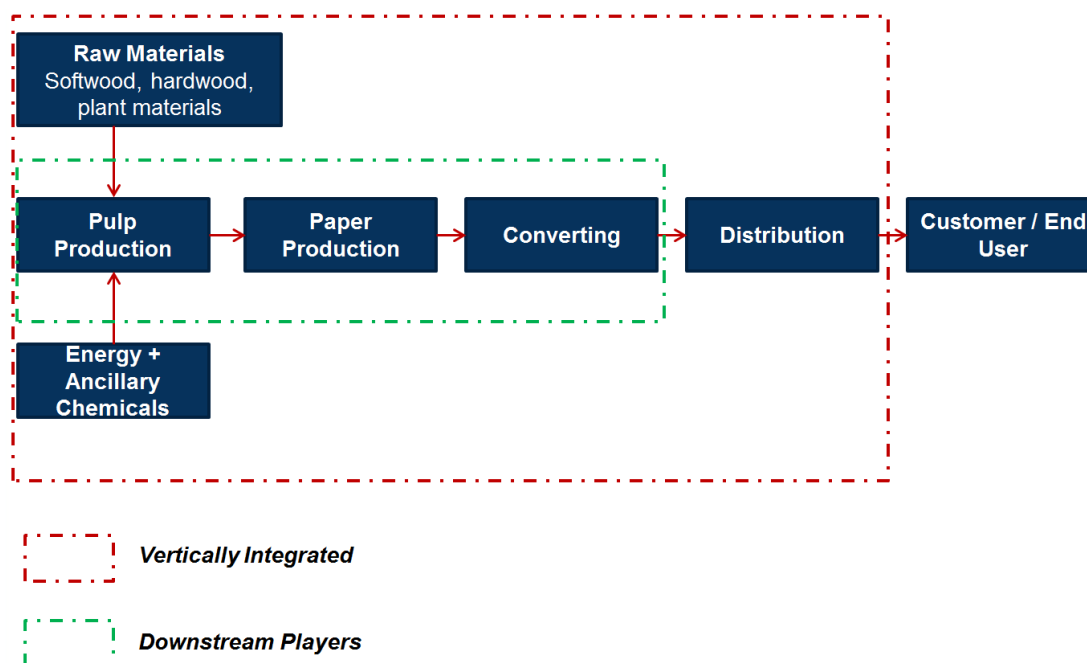 Raw Materials
Softwood, hardwood,
plant materials
Pulp
Production
Paper
Production
Converting
Distribution
Customer / End
User
Energy +
Ancillary
Chemicals
Vertically Integrated
Downstream Players